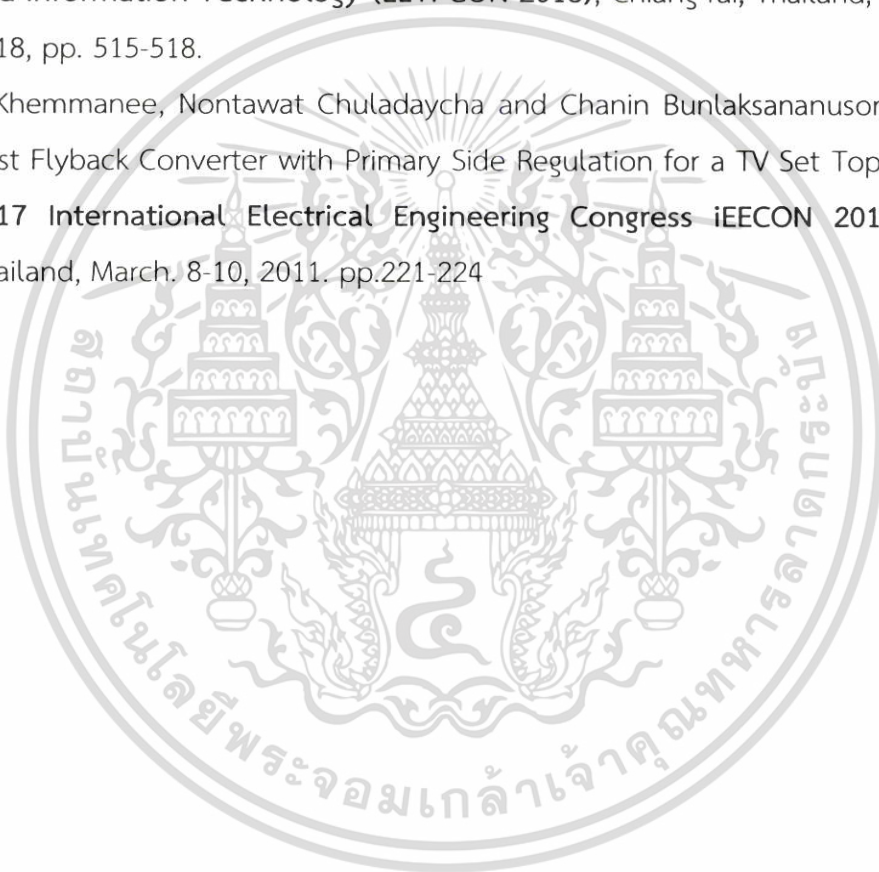 Information Technology
Chiang Rai, Thailand,
18, pp. 515-518.
Khemmanee, Nontawat Chuladaycha and Chanin Bunlaksananusor
st Flyback Converter with Primary Side Regulation for a TV Set Top
17 International Electrical Engineering Congress iEECON 201
ailand, March. 8-10, 2011. pp.221-224
สถาบันเทคโนโลยีพระจอมเกล้าเจ้าคุณทหารลาดกระบัง